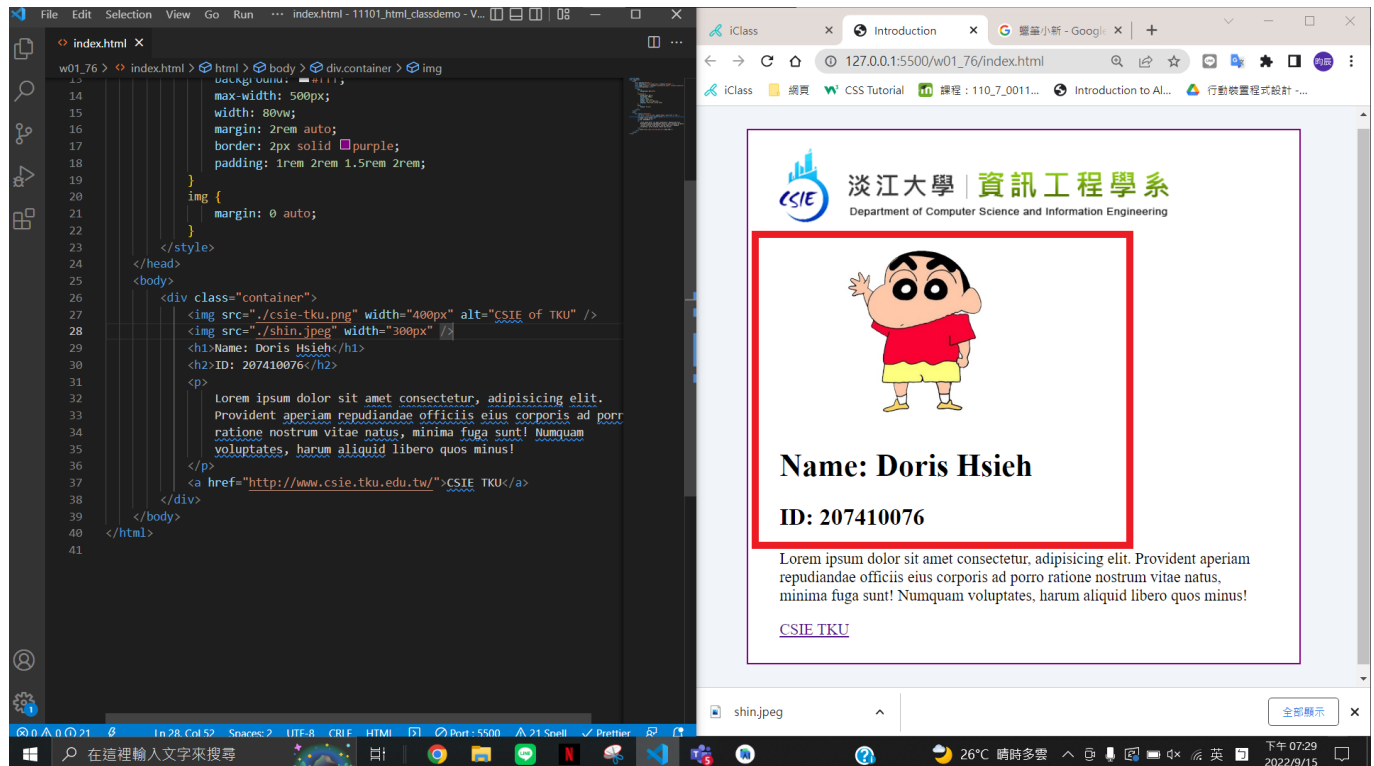 File Edit Selection View Go Run ··· index.html - 11101_html_classdemo - V...
index.html
w01_76 > index.html > html > body > div.container > img
13 background: #fff;
14 max-width: 500px;
15 width: 80vw;
16 margin: 2rem auto;
17 border: 2px solid purple;
18 padding: 1rem 2rem 1.5rem 2rem;
19 }
20 img {
21 margin: 0 auto;
22 }
23 </style>
24 </head>
25 <body>
26 <div class="container">
27 <img src="./csie-tku.png" width="400px" alt="CSIE of TKU" />
28 <img src="./shin.jpeg" width="300px" />
29 <h1>Name: Doris Hsieh</h1>
30 <h2>ID: 207410076</h2>
31 <p>
32 Lorem ipsum dolor sit amet consectetur, adipisicing elit.
33 Provident aperiam repudiandae officiis eius corporis ad porr
34 ratione nostrum vitae natus, minima fuga sunt! Numquam
35 voluptates, harum aliquid libero quos minus!
36 </p>
37 <a href="http://www.csie.tku.edu.tw/">CSIE TKU</a>
38 </div>
39 </body>
40 </html>
41
0 0 21 Ln 28, Col 52 Spaces: 2 UTF-8 CRLF HTML Port : 5500 21 Spell Prettier
iClass Introduction 蠟筆小新 - Google
127.0.0.1:5500/w01_76/index.html 昀辰
iClass 網頁 CSS Tutorial 課程：110_7_0011... Introduction to Al... 行動裝置程式設計 -...
CSIE
淡江大學 資訊工程學系
Department of Computer Science and Information Engineering
Name: Doris Hsieh
ID: 207410076
Lorem ipsum dolor sit amet consectetur, adipisicing elit. Provident aperiam
repudiandae officiis eius corporis ad porro ratione nostrum vitae natus,
minima fuga sunt! Numquam voluptates, harum aliquid libero quos minus!
CSIE TKU
shin.jpeg 全部顯示
在這裡輸入文字來搜尋 26°C 晴時多雲 英 下午 07:29
2022/9/15